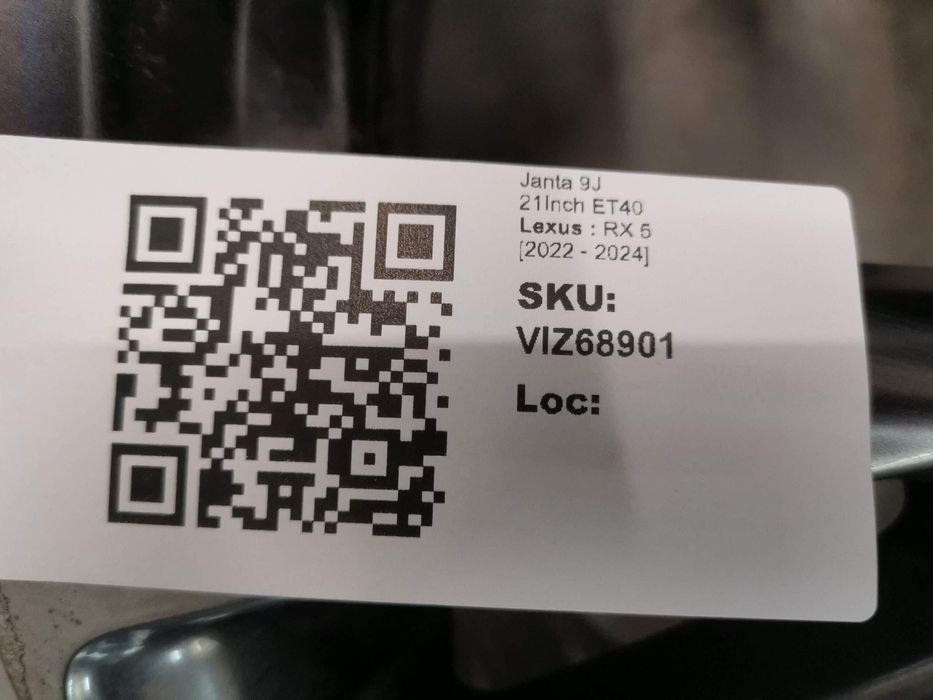 Janta 9J
21Inch ET40
Lexus : RX 5
[2022 - 2024]
SKU:
VIZ68901
Loc: